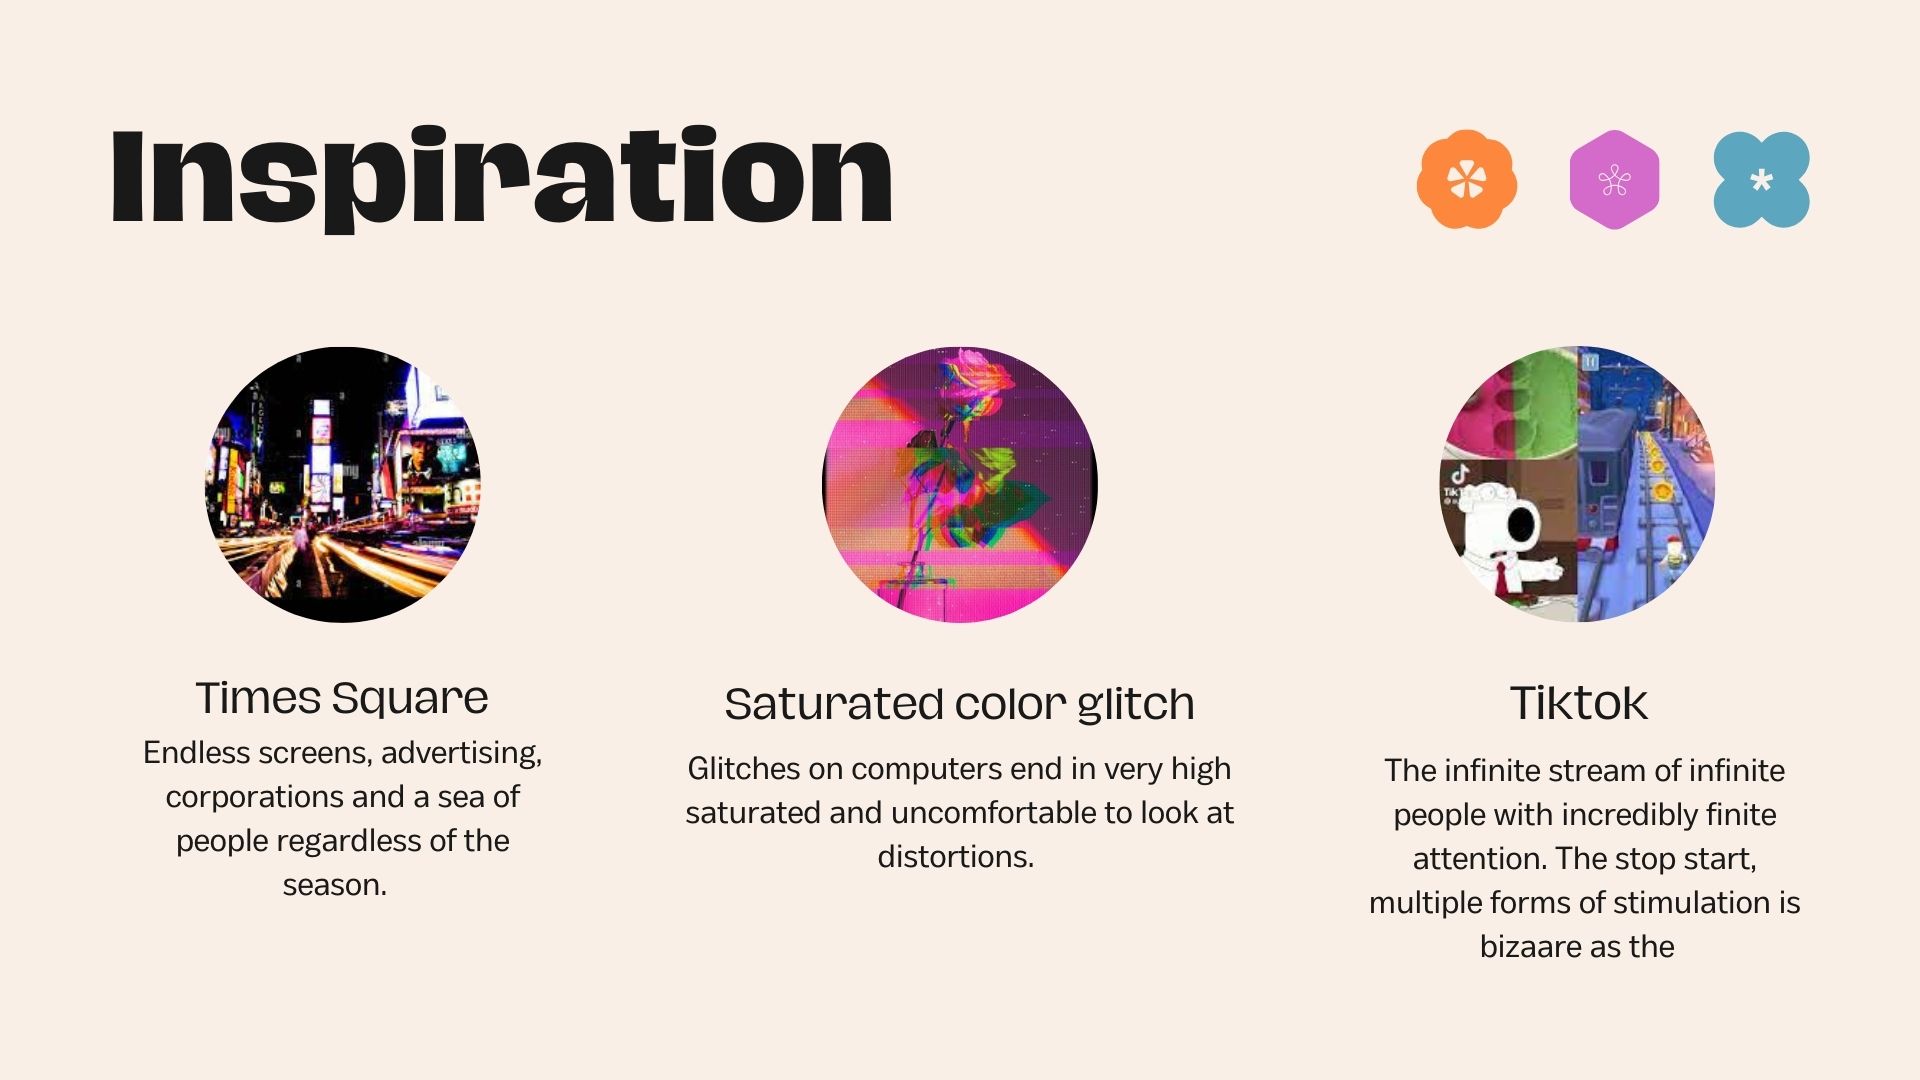 Inspiration
Times Square
Endless screens, advertising,
corporations and a sea of
people regardless of the
season.
Saturated color glitch
Glitches on computers end in very high
saturated and uncomfortable to look at
distortions.
Tiktok
The infinite stream of infinite
people with incredibly finite
attention. The stop start,
multiple forms of stimulation is
bizaare as the